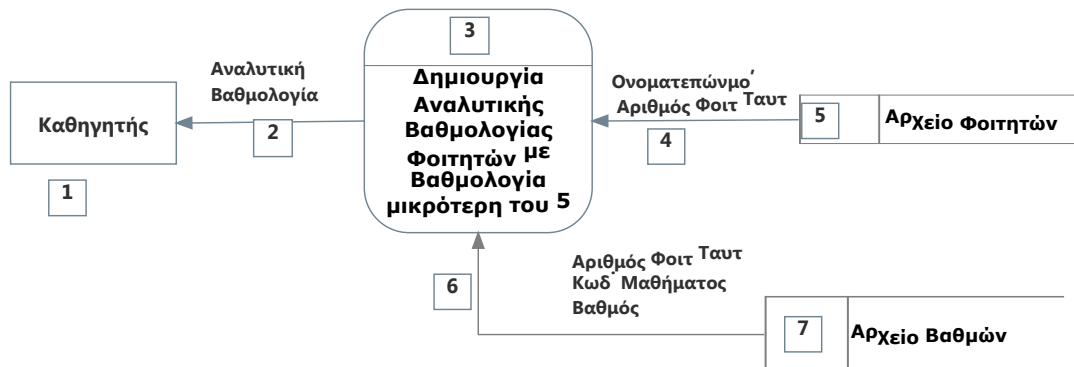 3
Αναλυτική
Βαθμολογία
Καθηγητής
2
1
Δημιουργία
Αναλυτικής
Βαθμολογίας
Φοιτητών με
Βαθμολογία
μικρότερη του 5
Ονοματεπώνμο΄
Αριθμός Φοιτ Ταυτ
4
5
Αρχείο Φοιτητών
6
Αριθμός Φοιτ Ταυτ
Κωδ˙ Μαθήματος
Βαθμός
7
Αρχείο Βαθμών